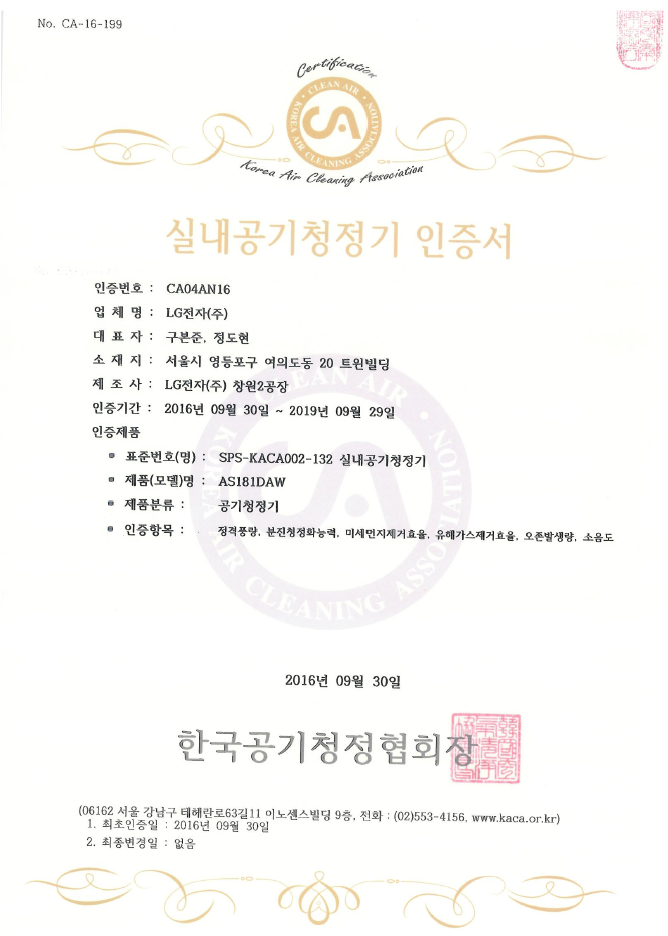 No. CA-16-199
Certification
CLEAN AIR
KOREA AIR CLEANING ASSOCIATION
CA
Korea Air Cleaning Association
실내공기청정기 인증서
인증번호 : CA04AN16
업 체 명 : LG전자(주)
대 표 자 : 구본준, 정도현
소 재 지 : 서울시 영등포구 여의도동 20 트윈빌딩
제 조 사 : LG전자(주) 창원2공장
인증기간 : 2016년 09월 30일 ~ 2019년 09월 29일
인증제품
표준번호(명) : SPS-KACA002-132 실내공기청정기
제품(모델)명 : AS181DAW
제품분류 : 공기청정기
인증항목 : 정격풍량, 분진청정화능력, 미세먼지제거효율, 유해가스제거효율, 오존발생량, 소음도
CLEAN AIR
KOREA AIR CLEANING ASSOCIATION
2016년 09월 30일
한국공기청정협회장
(06162 서울 강남구 테헤란로63길11 이노센스빌딩 9층, 전화 : (02)553-4156, www.kaca.or.kr)
1. 최초인증일 : 2016년 09월 30일
2. 최종변경일 : 없음